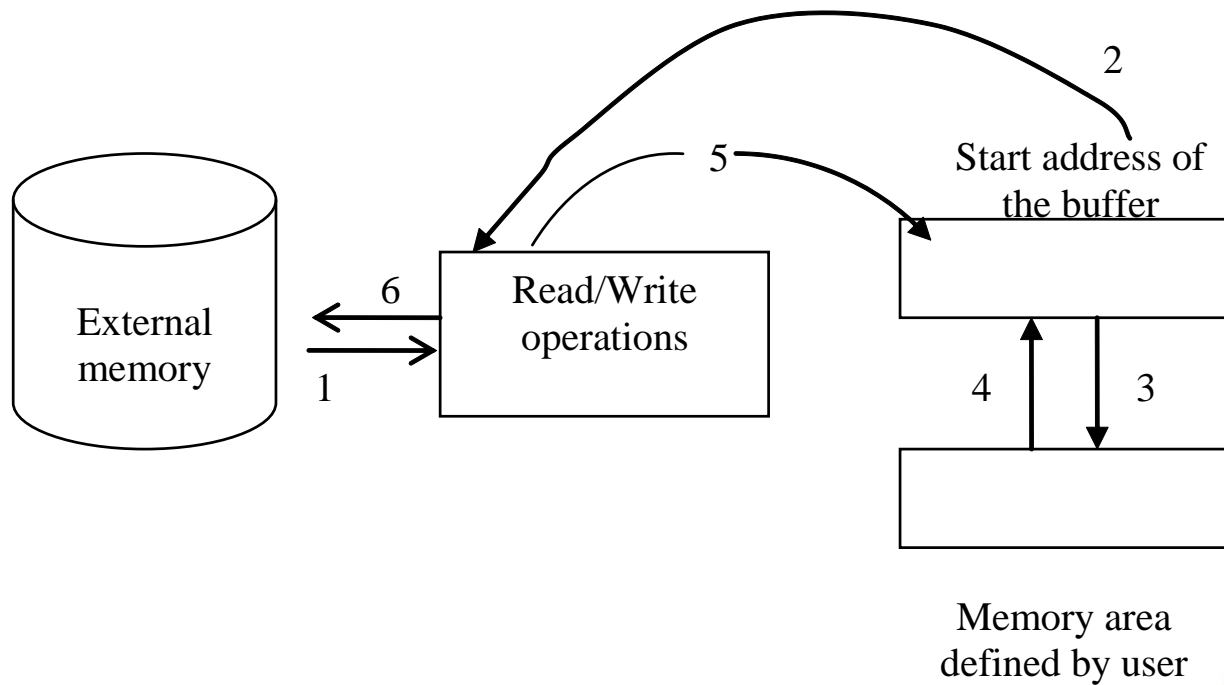 2
Start address of
the buffer
5
External
memory
6
1
Read/Write
operations
4
3
Memory area
defined by user